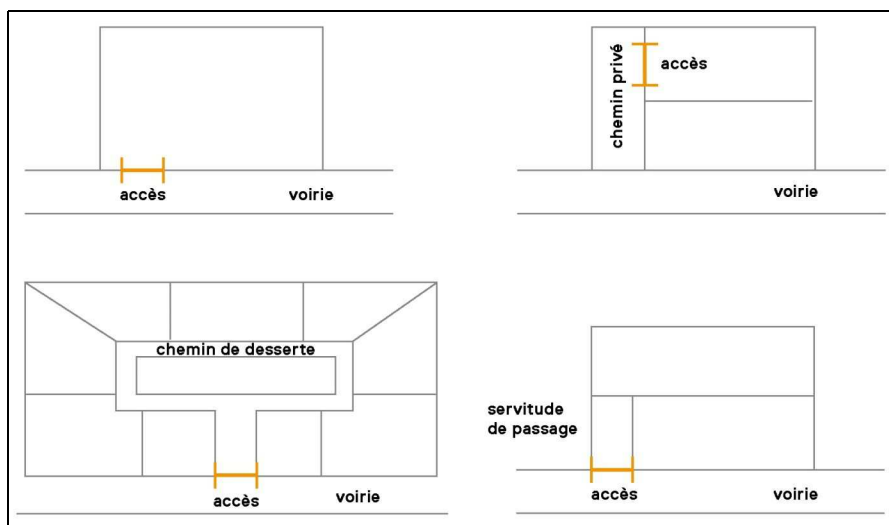 accès
voirie
chemin privé
accès
voirie
chemin de desserte
accès
voirie
servitude
de passage
accès
voirie